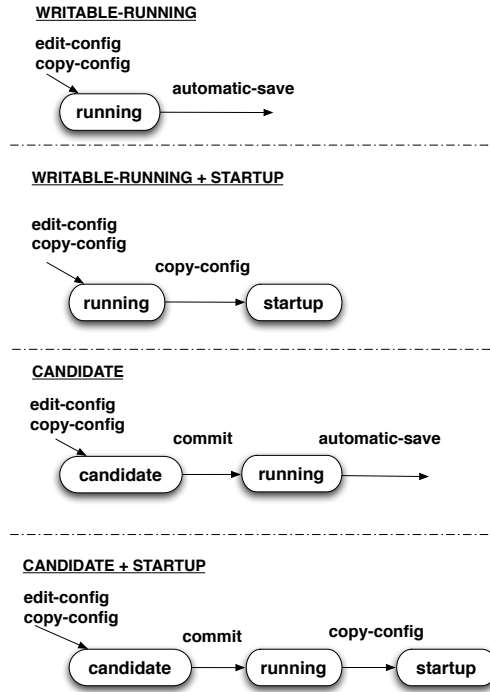 WRITABLE-RUNNING
edit-config
copy-config
automatic-save
running
WRITABLE-RUNNING + STARTUP
edit-config
copy-config
copy-config
running
startup
CANDIDATE
edit-config
copy-config
commit
automatic-save
candidate
running
CANDIDATE + STARTUP
edit-config
copy-config
commit
copy-config
candidate
running
startup